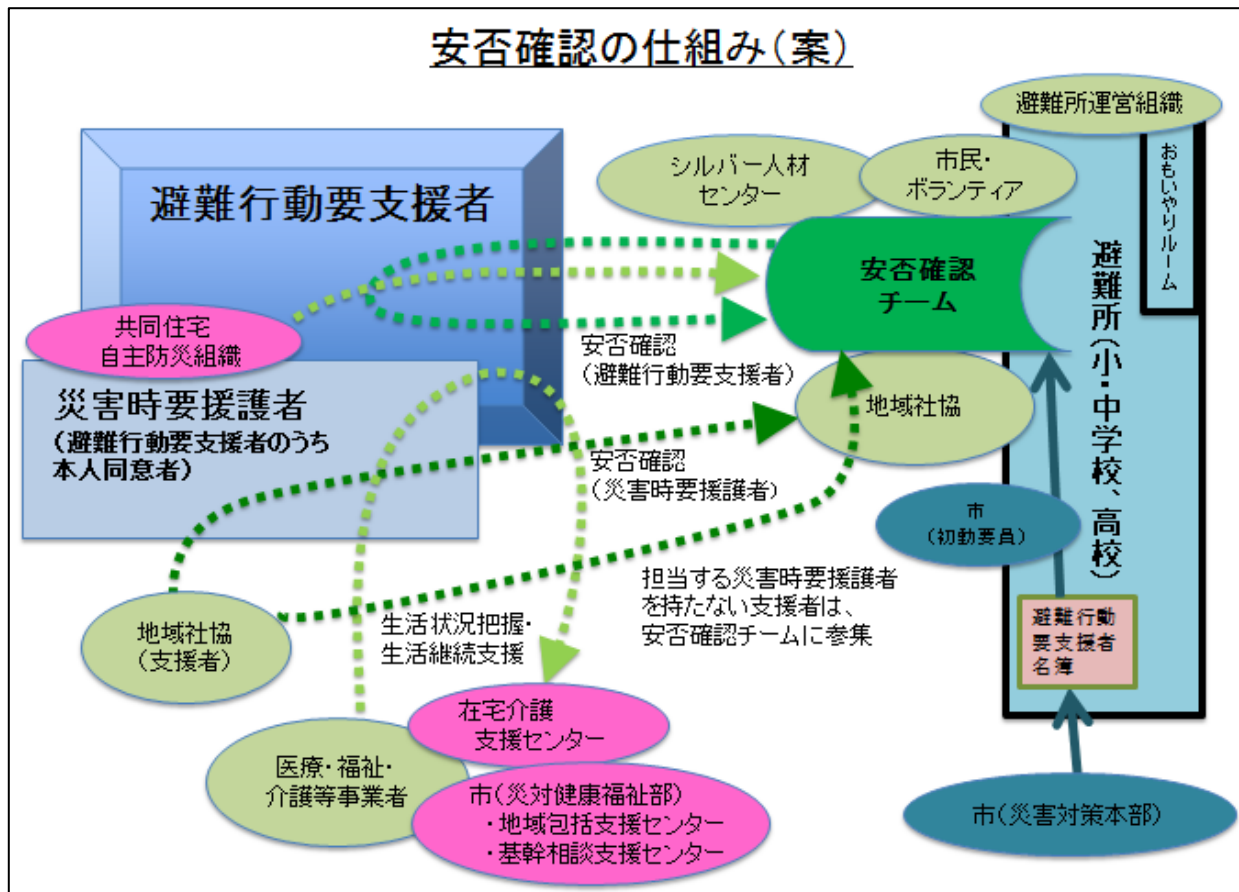 安否確認の仕組み(案)
避難所運営組織
おもいやりルーム
シルバー人材
センター
市民・
ボランティア
避難行動要支援者
安否確認
チーム
避難所(小・中学校、高校)
共同住宅
自主防災組織
安否確認
(避難行動要支援者)
災害時要援護者
(避難行動要支援者のうち
本人同意者)
地域社協
安否確認
(災害時要援護者)
市
(初動要員)
担当する災害時要援護者
を持たない支援者は、
安否確認チームに参集
地域社協
(支援者)
生活状況把握・
生活継続支援
避難行動
要支援者
名簿
在宅介護
支援センター
医療・福祉・
介護等事業者
市(災対健康福祉部)
・地域包括支援センター
・基幹相談支援センター
市(災害対策本部)